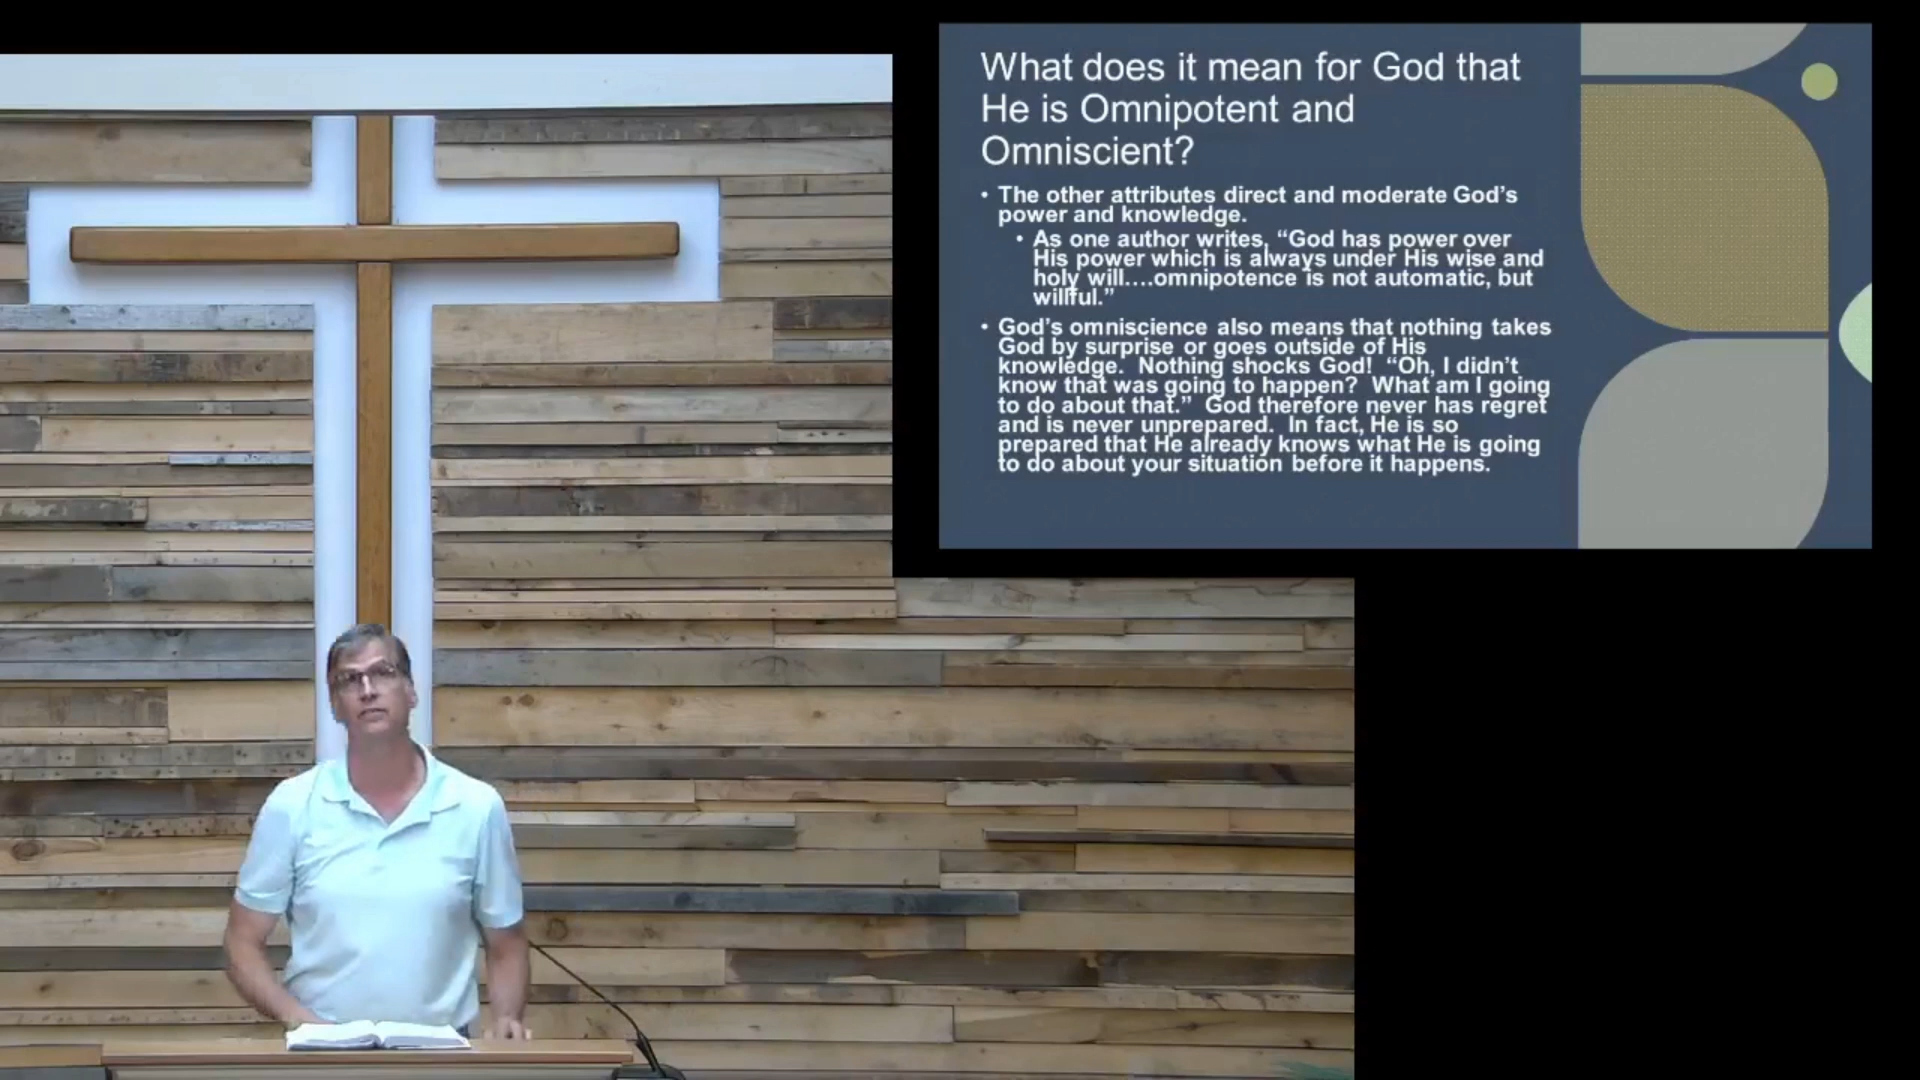 What does it mean for God that
He is Omnipotent and
Omniscient?
• The other attributes direct and moderate God's
power and knowledge.
• As one author writes, “God has power over
His power which is always under His wise and
holy will....omnipotence is not automatic, but
willful.”
• God's omniscience also means that nothing takes
God by surprise or goes outside of His
knowledge. Nothing shocks God! “Oh, I didn't
know that was going to happen? What am I going
to do about that.” God therefore never has regret
and is never unprepared. In fact, He is so
prepared that He already knows what He is going
to do about your situation before it happens.